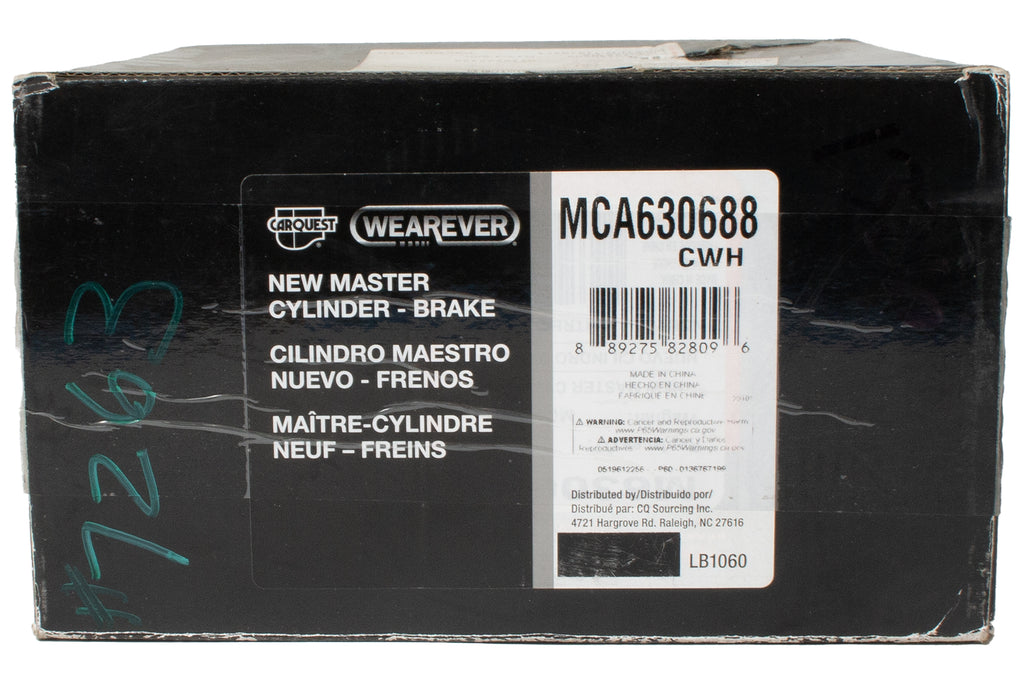 CARQUEST
WEAREVER
NEW MASTER
CYLINDER - BRAKE
CILINDRO MAESTRO
NUEVO - FRENOS
MAÎTRE-CYLINDRE
NEUF – FREINS
MCA630688
CWH
8 89275 82809 6
MADE IN CHINA
HECHO EN CHINA
FABRIQUE EN CHINE
⚠ WARNING: Cancer and Reproductive Harm
www.P65Warnings.ca.gov
⚠ ADVERTENCIA: Cancer y Daños
Reproductivos www.P65Warnings.ca.gov
Distributed by/Distribuido por/
Distribué par: CQ Sourcing Inc.
4721 Hargrove Rd. Raleigh, NC 27616
LB1060
#7263